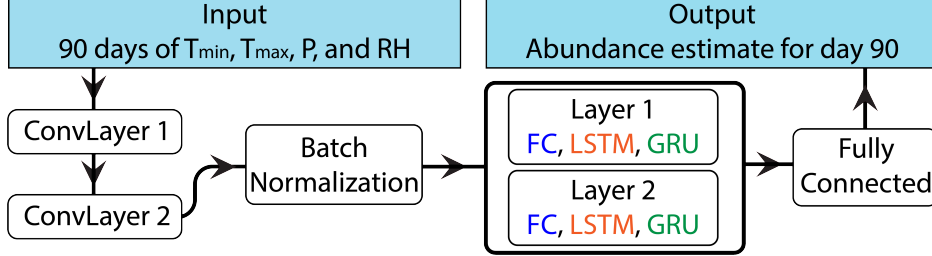 Input
90 days of Tmin, Tmax, P, and RH
ConvLayer 1
ConvLayer 2
Batch
Normalization
Layer 1
FC, LSTM, GRU
Layer 2
FC, LSTM, GRU
Fully
Connected
Output
Abundance estimate for day 90